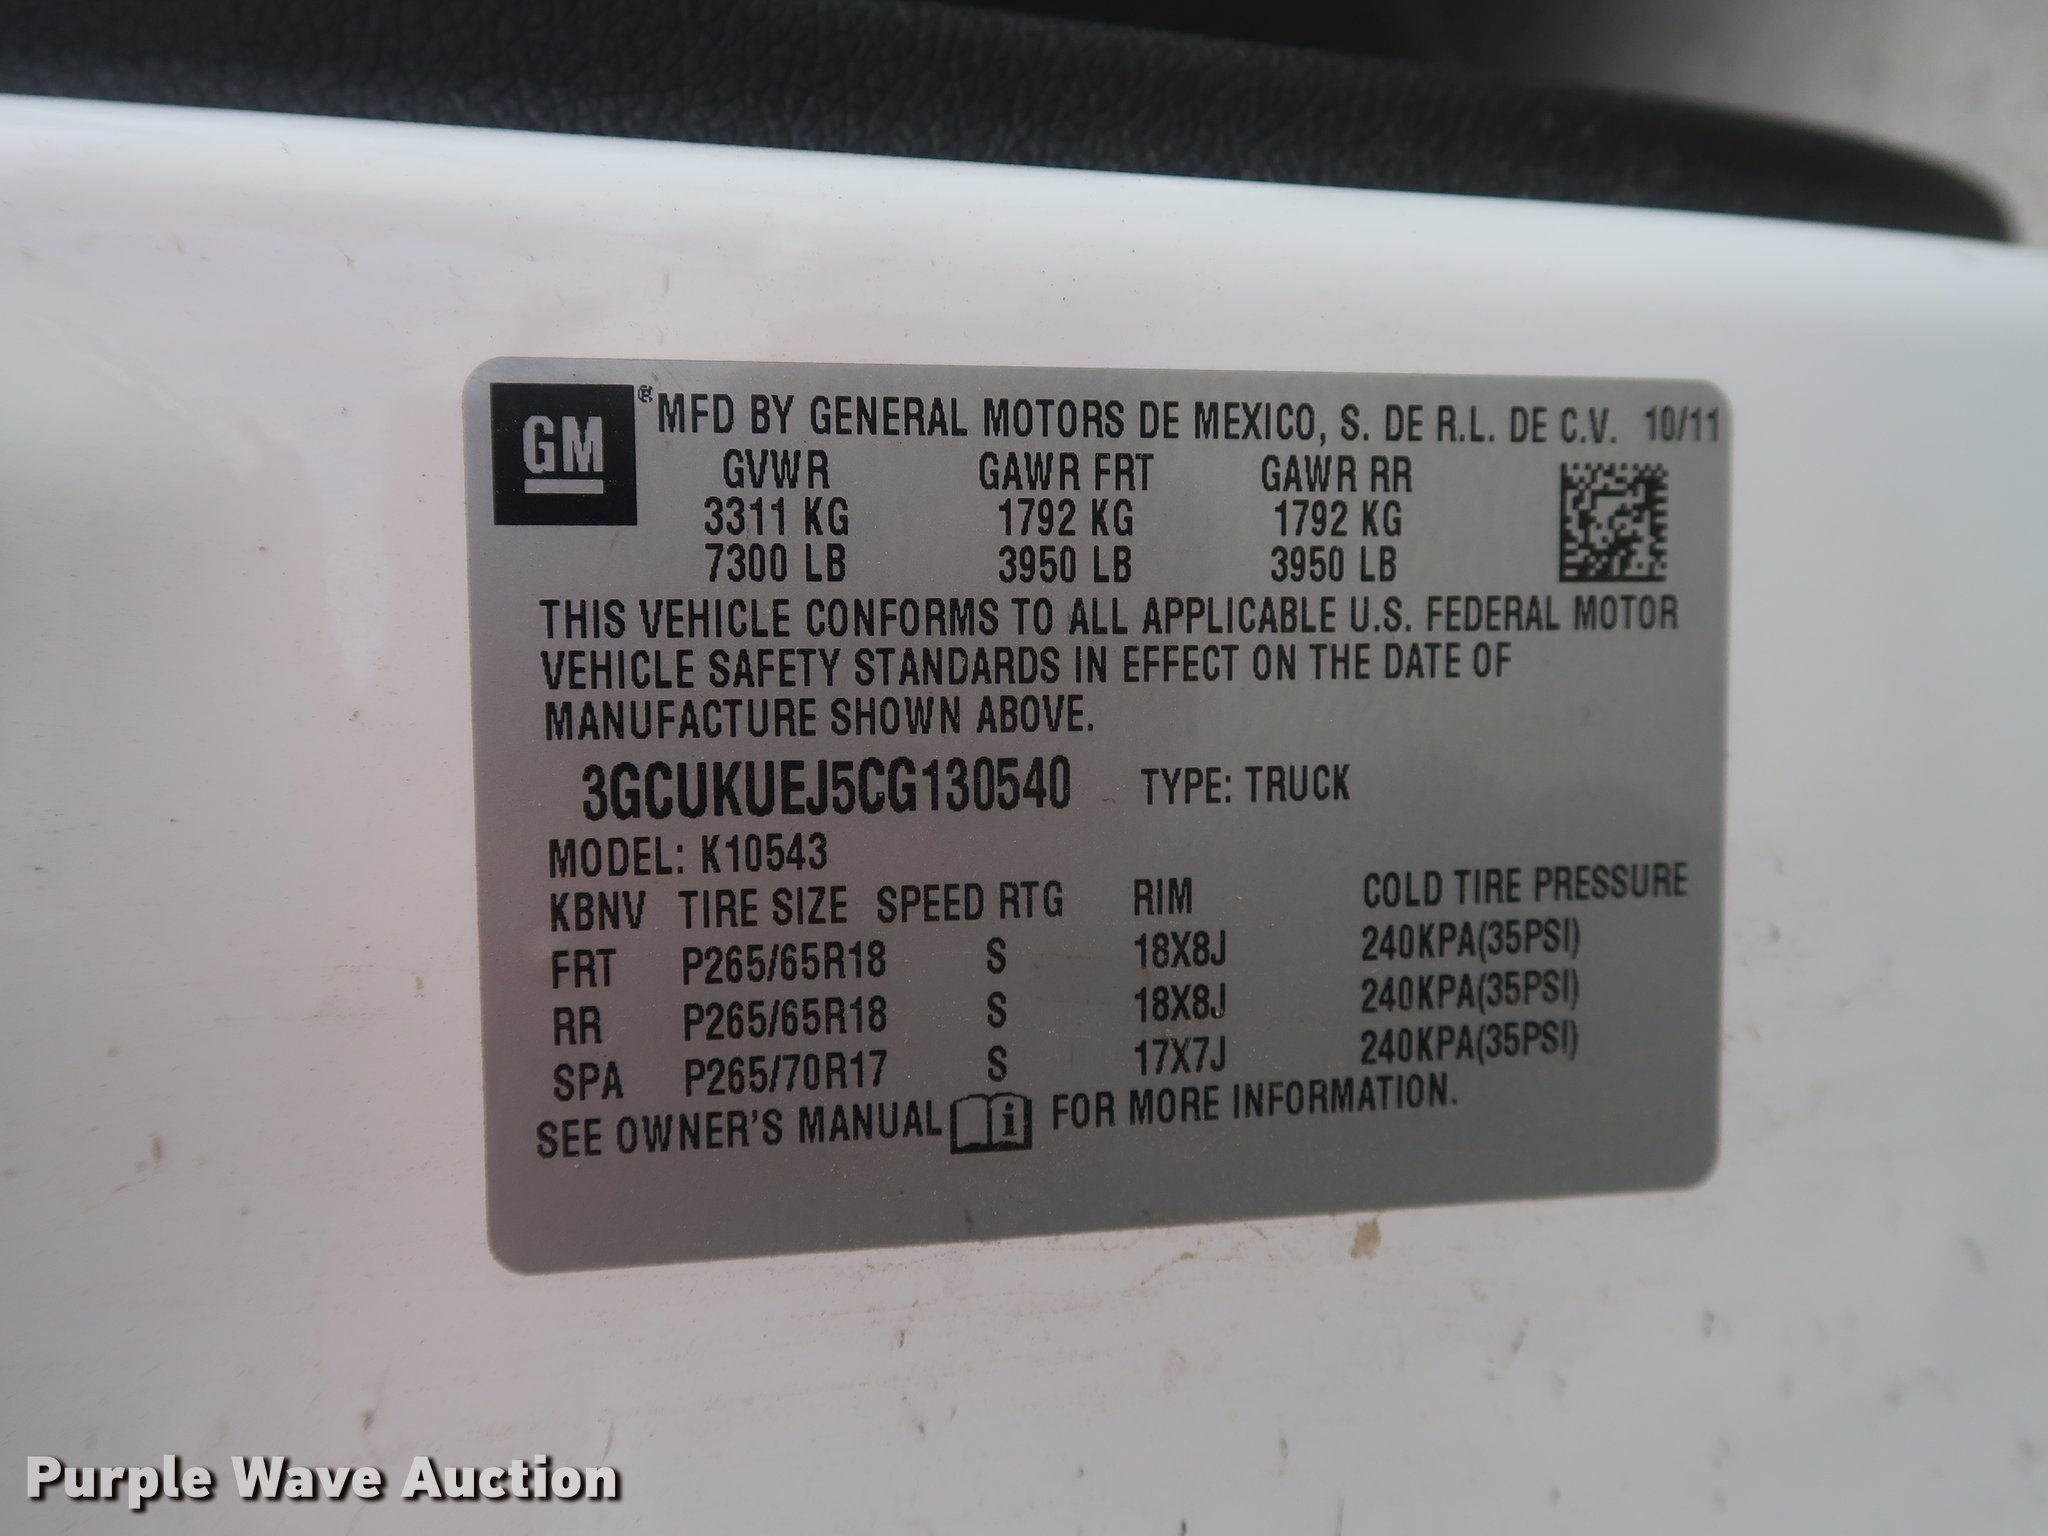 GM ® MFD BY GENERAL MOTORS DE MEXICO, S. DE R.L. DE C.V. 10/11
GVWR GAWR FRT GAWR RR
3311 KG 1792 KG 1792 KG
7300 LB 3950 LB 3950 LB
THIS VEHICLE CONFORMS TO ALL APPLICABLE U.S. FEDERAL MOTOR
VEHICLE SAFETY STANDARDS IN EFFECT ON THE DATE OF
MANUFACTURE SHOWN ABOVE.
3GCUKUEJ5CG130540 TYPE: TRUCK
MODEL: K10543
KBNV TIRE SIZE SPEED RTG RIM COLD TIRE PRESSURE
FRT P265/65R18 S 18X8J 240KPA(35PSI)
RR P265/65R18 S 18X8J 240KPA(35PSI)
SPA P265/70R17 S 17X7J 240KPA(35PSI)
SEE OWNER'S MANUAL i FOR MORE INFORMATION.
Purple Wave Auction